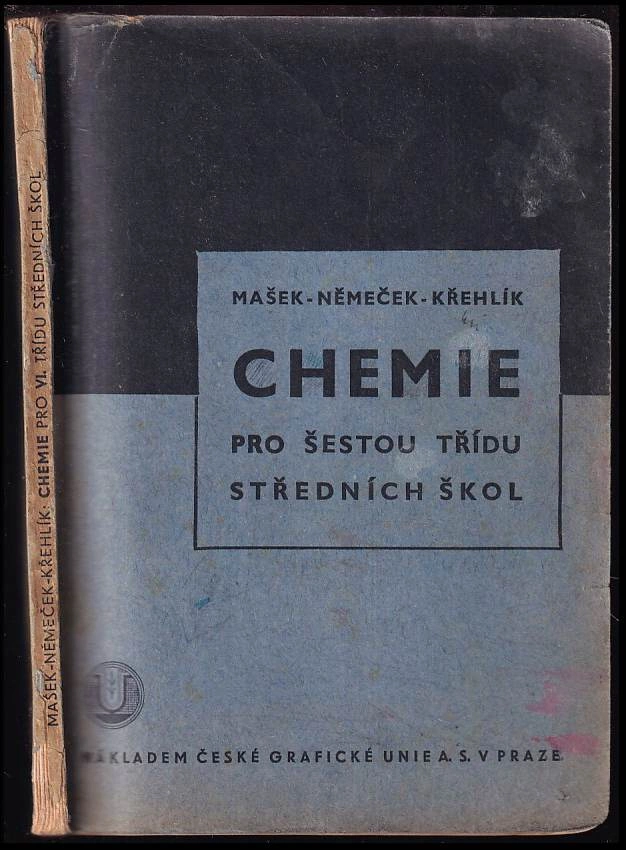 MAŠEK-NĚMEČEK-KŘEHLÍK: CHEMIE PRO VI. TŘÍDU STŘEDNÍCH ŠKOL
MAŠEK-NĚMEČEK-KŘEHLÍK
CHEMIE
PRO ŠESTOU TŘÍDU
STŘEDNÍCH ŠKOL
U
NÁKLADEM ČESKÉ GRAFICKÉ UNIE A. S. V PRAZE